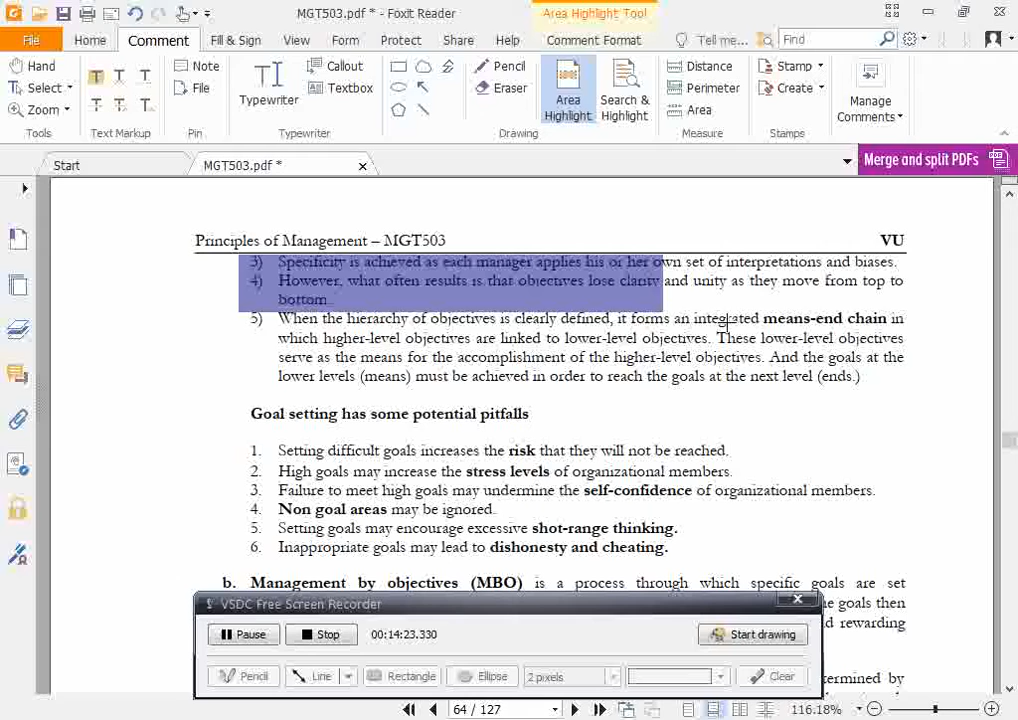 MGT503.pdf * - Foxit Reader
Area Highlight Tool
File
Home
Comment
Fill & Sign
View
Form
Protect
Share
Help
Comment Format
Tell me...
Find
Hand
Select
Zoom
Tools
Text Markup
Note
File
Pin
Typewriter
Callout
Textbox
Typewriter
Pencil
Eraser
Area Highlight
Search & Highlight
Drawing
Distance
Perimeter
Area
Measure
Stamp
Create
Stamps
Manage Comments
Start
MGT503.pdf *
Merge and split PDFs
Principles of Management – MGT503 VU
3) Specificity is achieved as each manager applies his or her own set of interpretations and biases.
4) However, what often results is that objectives lose clarity and unity as they move from top to
bottom.
5) When the hierarchy of objectives is clearly defined, it forms an integrated means-end chain in
which higher-level objectives are linked to lower-level objectives. These lower-level objectives
serve as the means for the accomplishment of the higher-level objectives. And the goals at the
lower levels (means) must be achieved in order to reach the goals at the next level (ends.)
Goal setting has some potential pitfalls
1. Setting difficult goals increases the risk that they will not be reached.
2. High goals may increase the stress levels of organizational members.
3. Failure to meet high goals may undermine the self-confidence of organizational members.
4. Non goal areas may be ignored.
5. Setting goals may encourage excessive shot-range thinking.
6. Inappropriate goals may lead to dishonesty and cheating.
b. Management by objectives (MBO) is a process through which specific goals are set
e goals then
d rewarding
termined by
VSDC Free Screen Recorder
Pause
Stop
00:14:23.330
Start drawing
Pencil
Line
Rectangle
Ellipse
2 pixels
Clear
64 / 127
116.18%